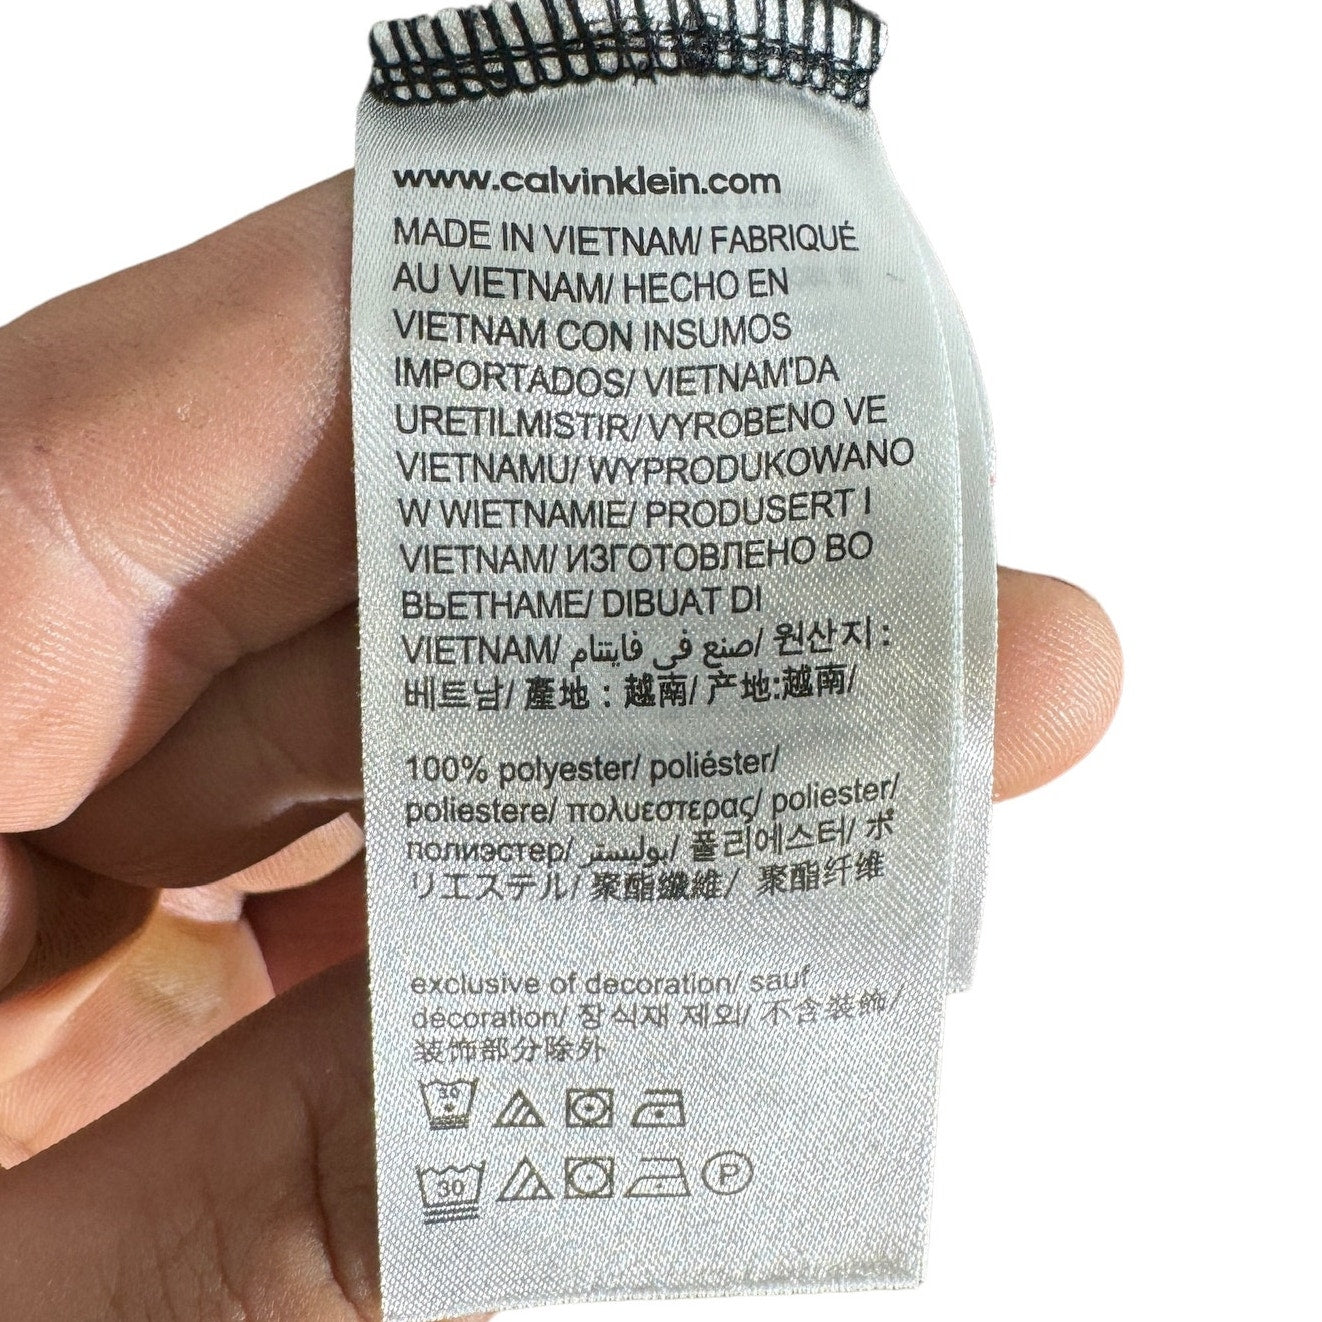 www.calvinklein.com
MADE IN VIETNAM/ FABRIQUÉ
AU VIETNAM/ HECHO EN
VIETNAM CON INSUMOS
IMPORTADOS/ VIETNAM'DA
URETILMISTIR/ VYROBENO VE
VIETNAMU/ WYPRODUKOWANO
W WIETNAMIE/ PRODUSERT I
VIETNAM/ ИЗГОТОВЛЕНО ВО
ВЬЕТНАМЕ/ DIBUAT DI
VIETNAM/ صنع في فايتنام/ 원산지 :
베트남/ 產地 : 越南/ 产地:越南/
100% polyester/ poliéster/
poliestere/ πολυεστερας/ poliester/
полиэстер/ بوليستر/ 폴리에스터/ ポ
リエステル/ 聚酯纖維/ 聚酯纤维
exclusive of decoration/ sauf
décoration/ 장식재 제외/ 不含裝飾/
装饰部分除外
30
30 P